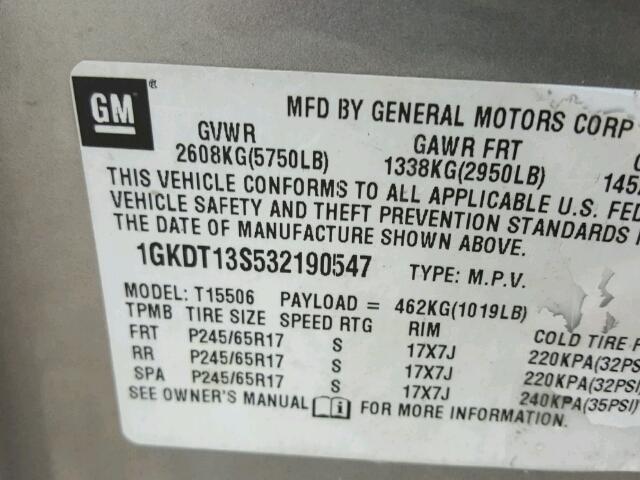 GM
MFD BY GENERAL MOTORS CORP
GVWR GAWR FRT
2608KG(5750LB) 1338KG(2950LB)
THIS VEHICLE CONFORMS TO ALL APPLICABLE U.S. FED
VEHICLE SAFETY AND THEFT PREVENTION STANDARDS
THE DATE OF MANUFACTURE SHOWN ABOVE.
1GKDT13S532190547 TYPE: M.P.V.
MODEL: T15506 PAYLOAD = 462KG(1019LB)
TPMB TIRE SIZE SPEED RTG RIM COLD TIRE
FRT P245/65R17 S 17X7J 220KPA(32PSI)
RR P245/65R17 S 17X7J 220KPA(32PSI)
SPA P245/65R17 S 17X7J 240KPA(35PSI)
SEE OWNER'S MANUAL FOR MORE INFORMATION.